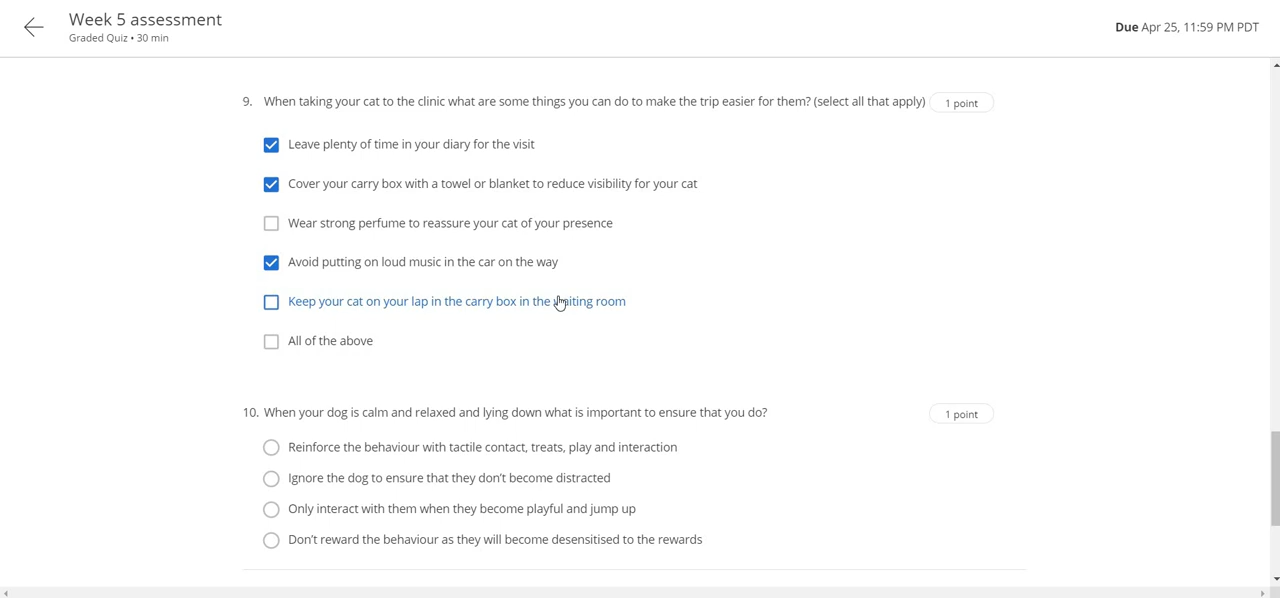 Week 5 assessment
Graded Quiz • 30 min
Due Apr 25, 11:59 PM PDT
9. When taking your cat to the clinic what are some things you can do to make the trip easier for them? (select all that apply) 1 point
Leave plenty of time in your diary for the visit
Cover your carry box with a towel or blanket to reduce visibility for your cat
Wear strong perfume to reassure your cat of your presence
Avoid putting on loud music in the car on the way
Keep your cat on your lap in the carry box in the waiting room
All of the above
10. When your dog is calm and relaxed and lying down what is important to ensure that you do? 1 point
Reinforce the behaviour with tactile contact, treats, play and interaction
Ignore the dog to ensure that they don't become distracted
Only interact with them when they become playful and jump up
Don't reward the behaviour as they will become desensitised to the rewards